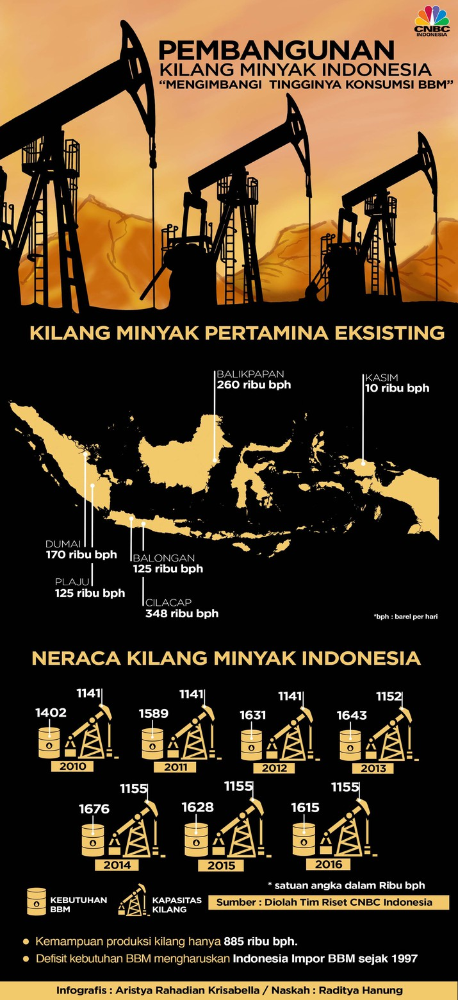 CNBC
INDONESIA
PEMBANGUNAN
KILANG MINYAK INDONESIA
“MENGIMBANGI TINGGINYA KONSUMSI BBM”
KILANG MINYAK PERTAMINA EKSISTING
BALIKPAPAN
260 ribu bph
KASIM
10 ribu bph
DUMAI
170 ribu bph
BALONGAN
125 ribu bph
PLAJU
125 ribu bph
CILACAP
348 ribu bph
*bph : barel per hari
NERACA KILANG MINYAK INDONESIA
1402
1141
2010
1589
1141
2011
1631
1141
2012
1643
1152
2013
1676
1155
2014
1628
1155
2015
1615
1155
2016
* satuan angka dalam Ribu bph
KEBUTUHAN
BBM
KAPASITAS
KILANG
Sumber : Diolah Tim Riset CNBC Indonesia
Kemampuan produksi kilang hanya 885 ribu bph.
Defisit kebutuhan BBM mengharuskan Indonesia Impor BBM sejak 1997
Infografis : Aristya Rahadian Krisabella / Naskah : Raditya Hanung